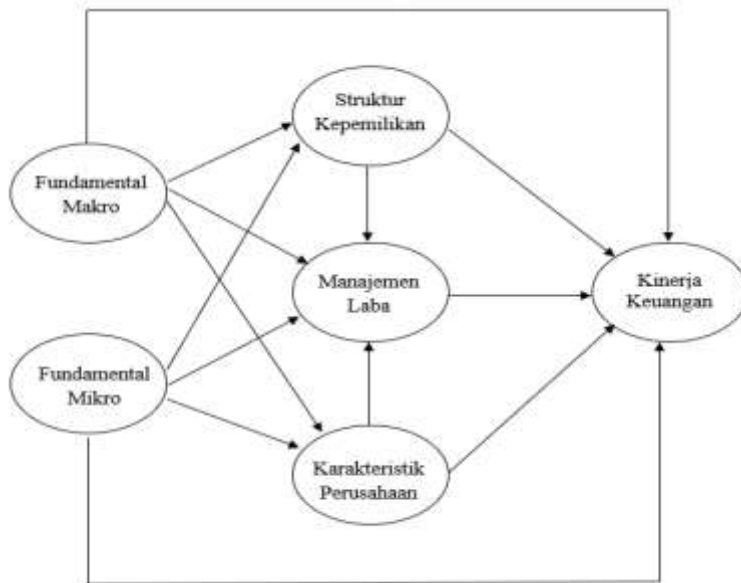 Struktur
Kepemilikan
Fundamental
Makro
Manajemen
Laba
Kinerja
Keuangan
Fundamental
Mikro
Karakteristik
Perusahaan